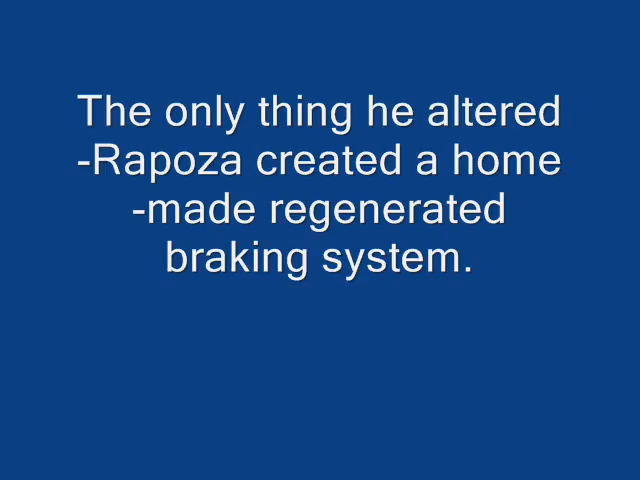 The only thing he altered
-Rapoza created a home
-made regenerated
braking system.